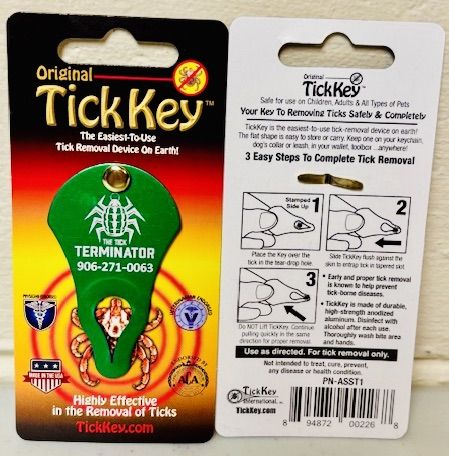 Original
Tick Key™
The Easiest-To-Use
Tick Removal Device On Earth!
THE TICK
TERMINATOR
906-271-0063
MADE IN THE USA
Highly Effective
in the Removal of Ticks
TickKey.com
Original
TickKey™
Safe for use on Children, Adults & All Types of Pets
Your Key To Removing Ticks Safely & Completely
TickKey is the easiest-to-use tick-removal device on earth!
The flat shape is easy to store or carry. Keep one on your keychain,
dog's collar or leash, in your wallet, toolbox ...anywhere!
3 Easy Steps To Complete Tick Removal
Stamped
Side Up
1
Place the Key over the
tick in the tear-drop hole.
2
Slide TickKey flush against the
skin to entrap tick in tapered slot.
3
Do NOT Lift TickKey. Continue
pulling quickly in the same
direction for proper removal.
• Early and proper tick removal
is known to help prevent
tick-borne diseases.
• TickKey is made of durable,
high-strength anodized
aluminum. Disinfect with
alcohol after each use.
Thoroughly wash bite area
and hands.
Use as directed. For tick removal only.
Not intended to treat, cure, prevent,
any disease or health condition.
TickKey
International
TickKey.com
PN-ASST1
8 94872 00226 8